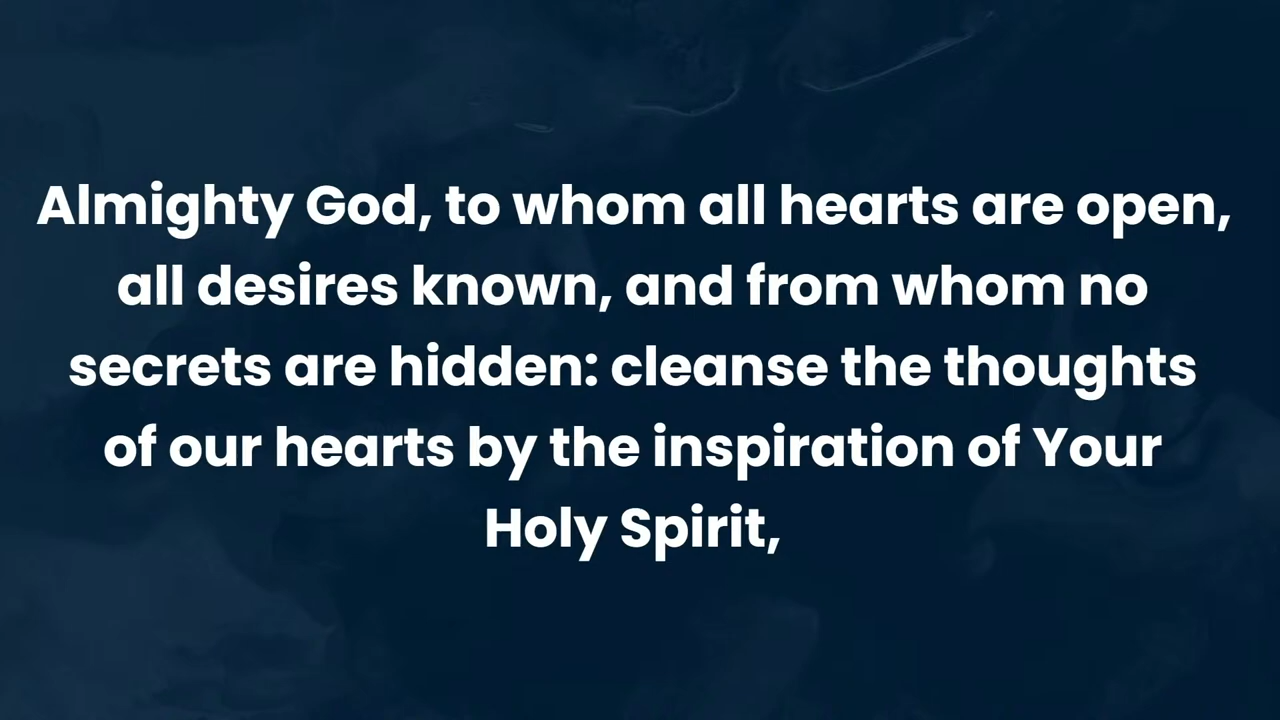 Almighty God, to whom all hearts are open,
all desires known, and from whom no
secrets are hidden: cleanse the thoughts
of our hearts by the inspiration of Your
Holy Spirit,